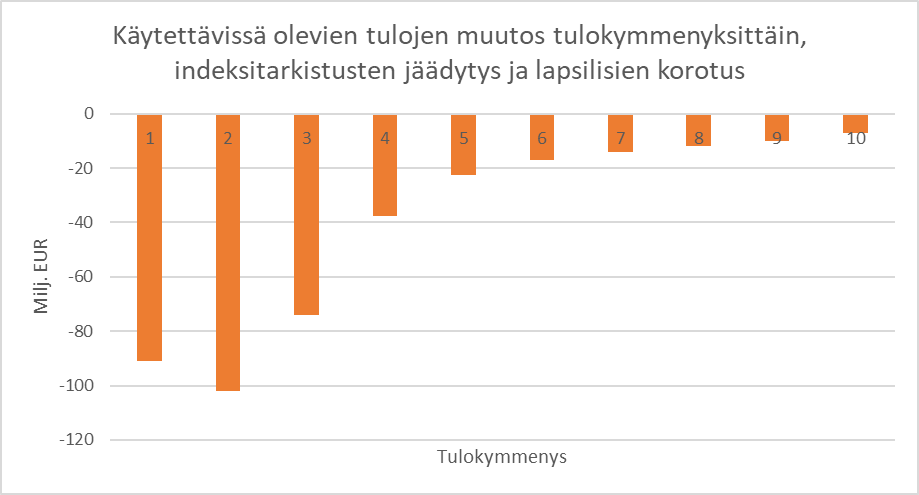 Käytettävissä olevien tulojen muutos tulokymmenyksittäin,
indeksitarkistusten jäädytys ja lapsilisien korotus
0
1 2 3 4 5 6 7 8 9 10
-20
-40
-60
-80
-100
-120
Milj. EUR
Tulokymmenys